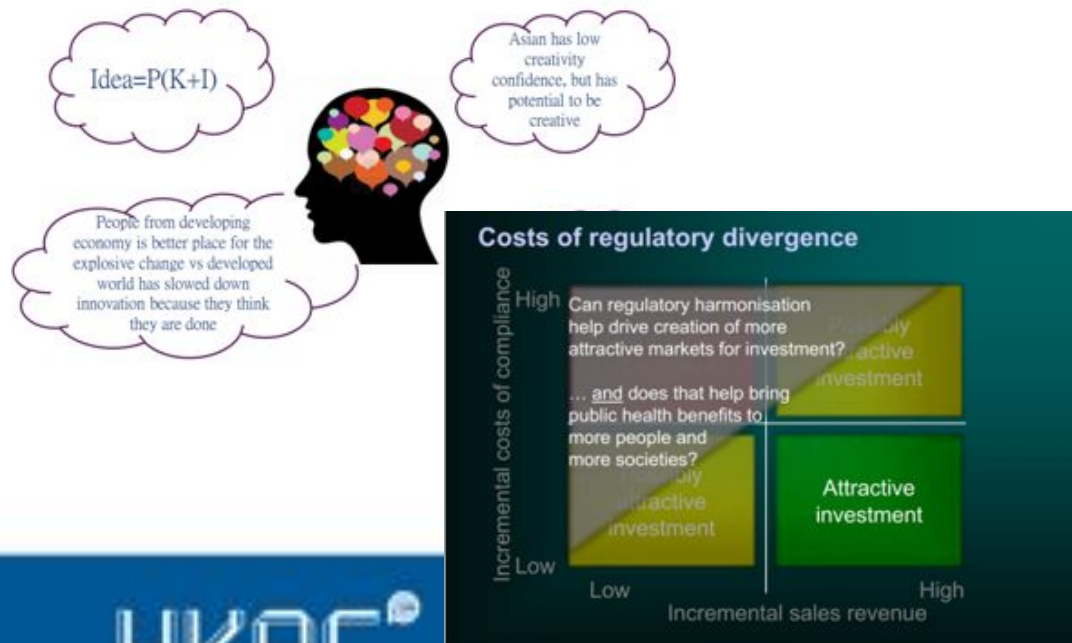 Idea=P(K+I)
Asian has low
creativity
confidence, but has
potential to be
creative
People from developing
economy is better place for the
explosive change vs developed
world has slowed down
innovation because they think
they are done
Costs of regulatory divergence
Incremental costs of compliance
High
Can regulatory harmonisation
help drive creation of more
attractive markets for investment?
… and does that help bring
public health benefits to
more people and
more societies?
investment
Attractive
investment
investment
Low
Low
High
Incremental sales revenue